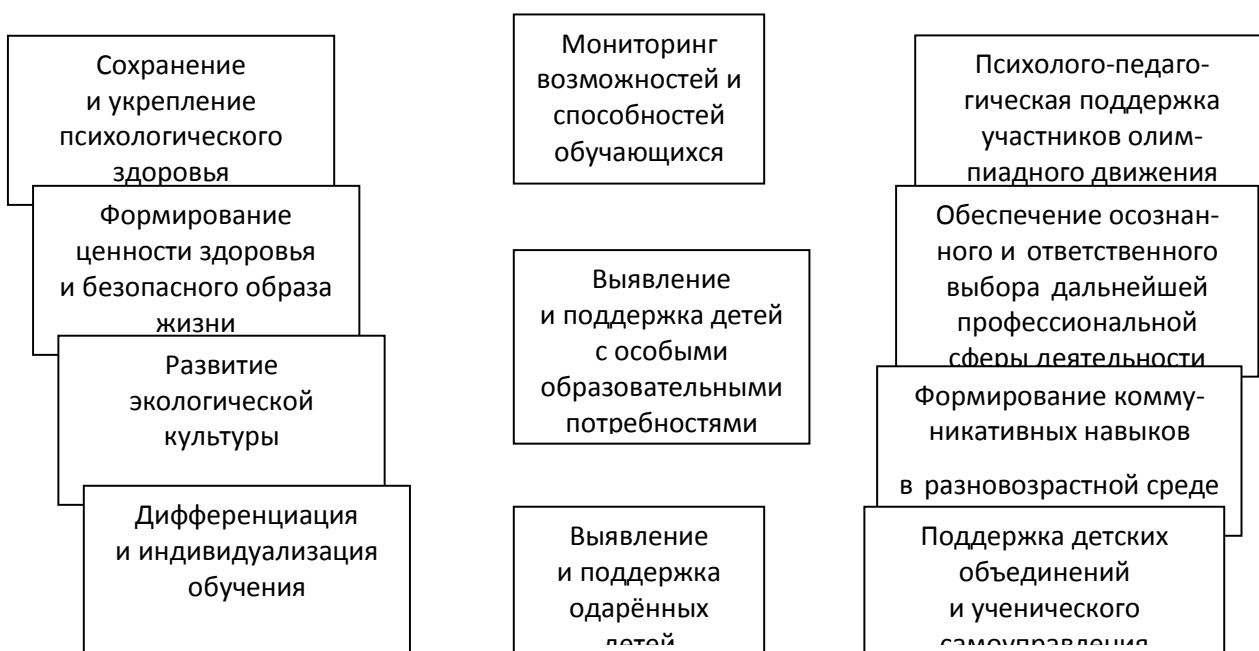 Сохранение
и укрепление
психологического
здоровья
Формирование
ценности здоровья
и безопасного образа
жизни
Развитие
экологической
культуры
Дифференциация
и индивидуализация
обучения
Мониторинг
возможностей и
способностей
обучающихся
Выявление
и поддержка детей
с особыми
образовательными
потребностями
Выявление
и поддержка
одарённых
детей
Психолого-педаго-
гическая поддержка
участников олим-
пиадного движения
Обеспечение осознан-
ного и ответственного
выбора дальнейшей
профессиональной
сферы деятельности
Формирование комму-
никативных навыков
в разновозрастной среде
Поддержка детских
объединений
и ученического
самоуправления